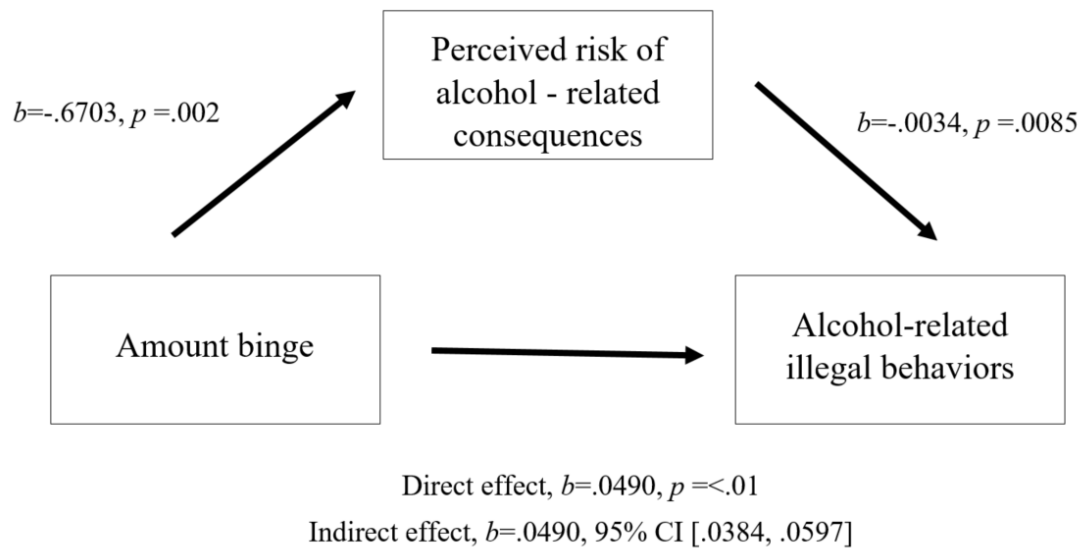 Perceived risk of
alcohol - related
consequences
b=-.6703, p =.002
b=-.0034, p =.0085
Amount binge
Alcohol-related
illegal behaviors
Direct effect, b=.0490, p =<.01
Indirect effect, b=.0490, 95% CI [.0384, .0597]